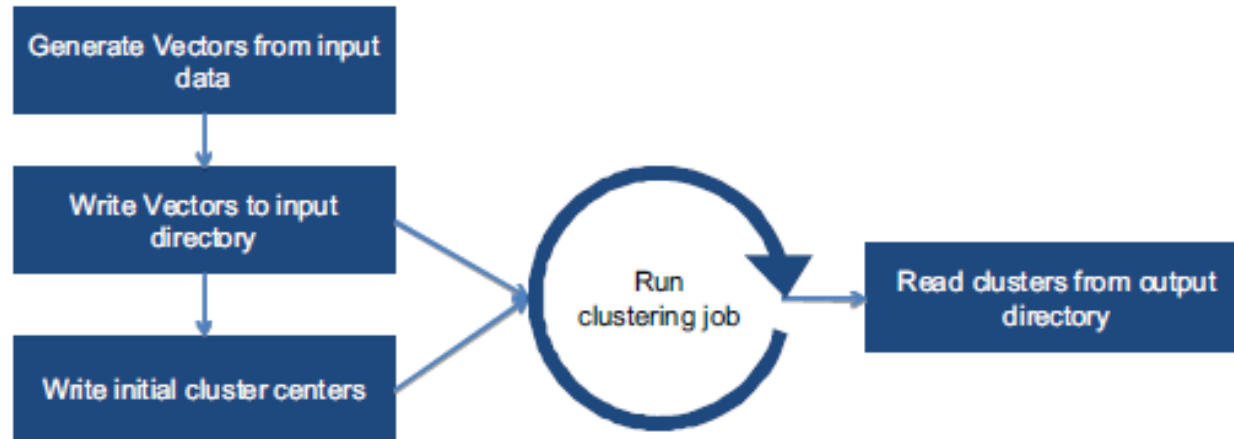 Generate Vectors from input
data
Write Vectors to input
directory
Write initial cluster centers
Run
clustering job
Read clusters from output
directory